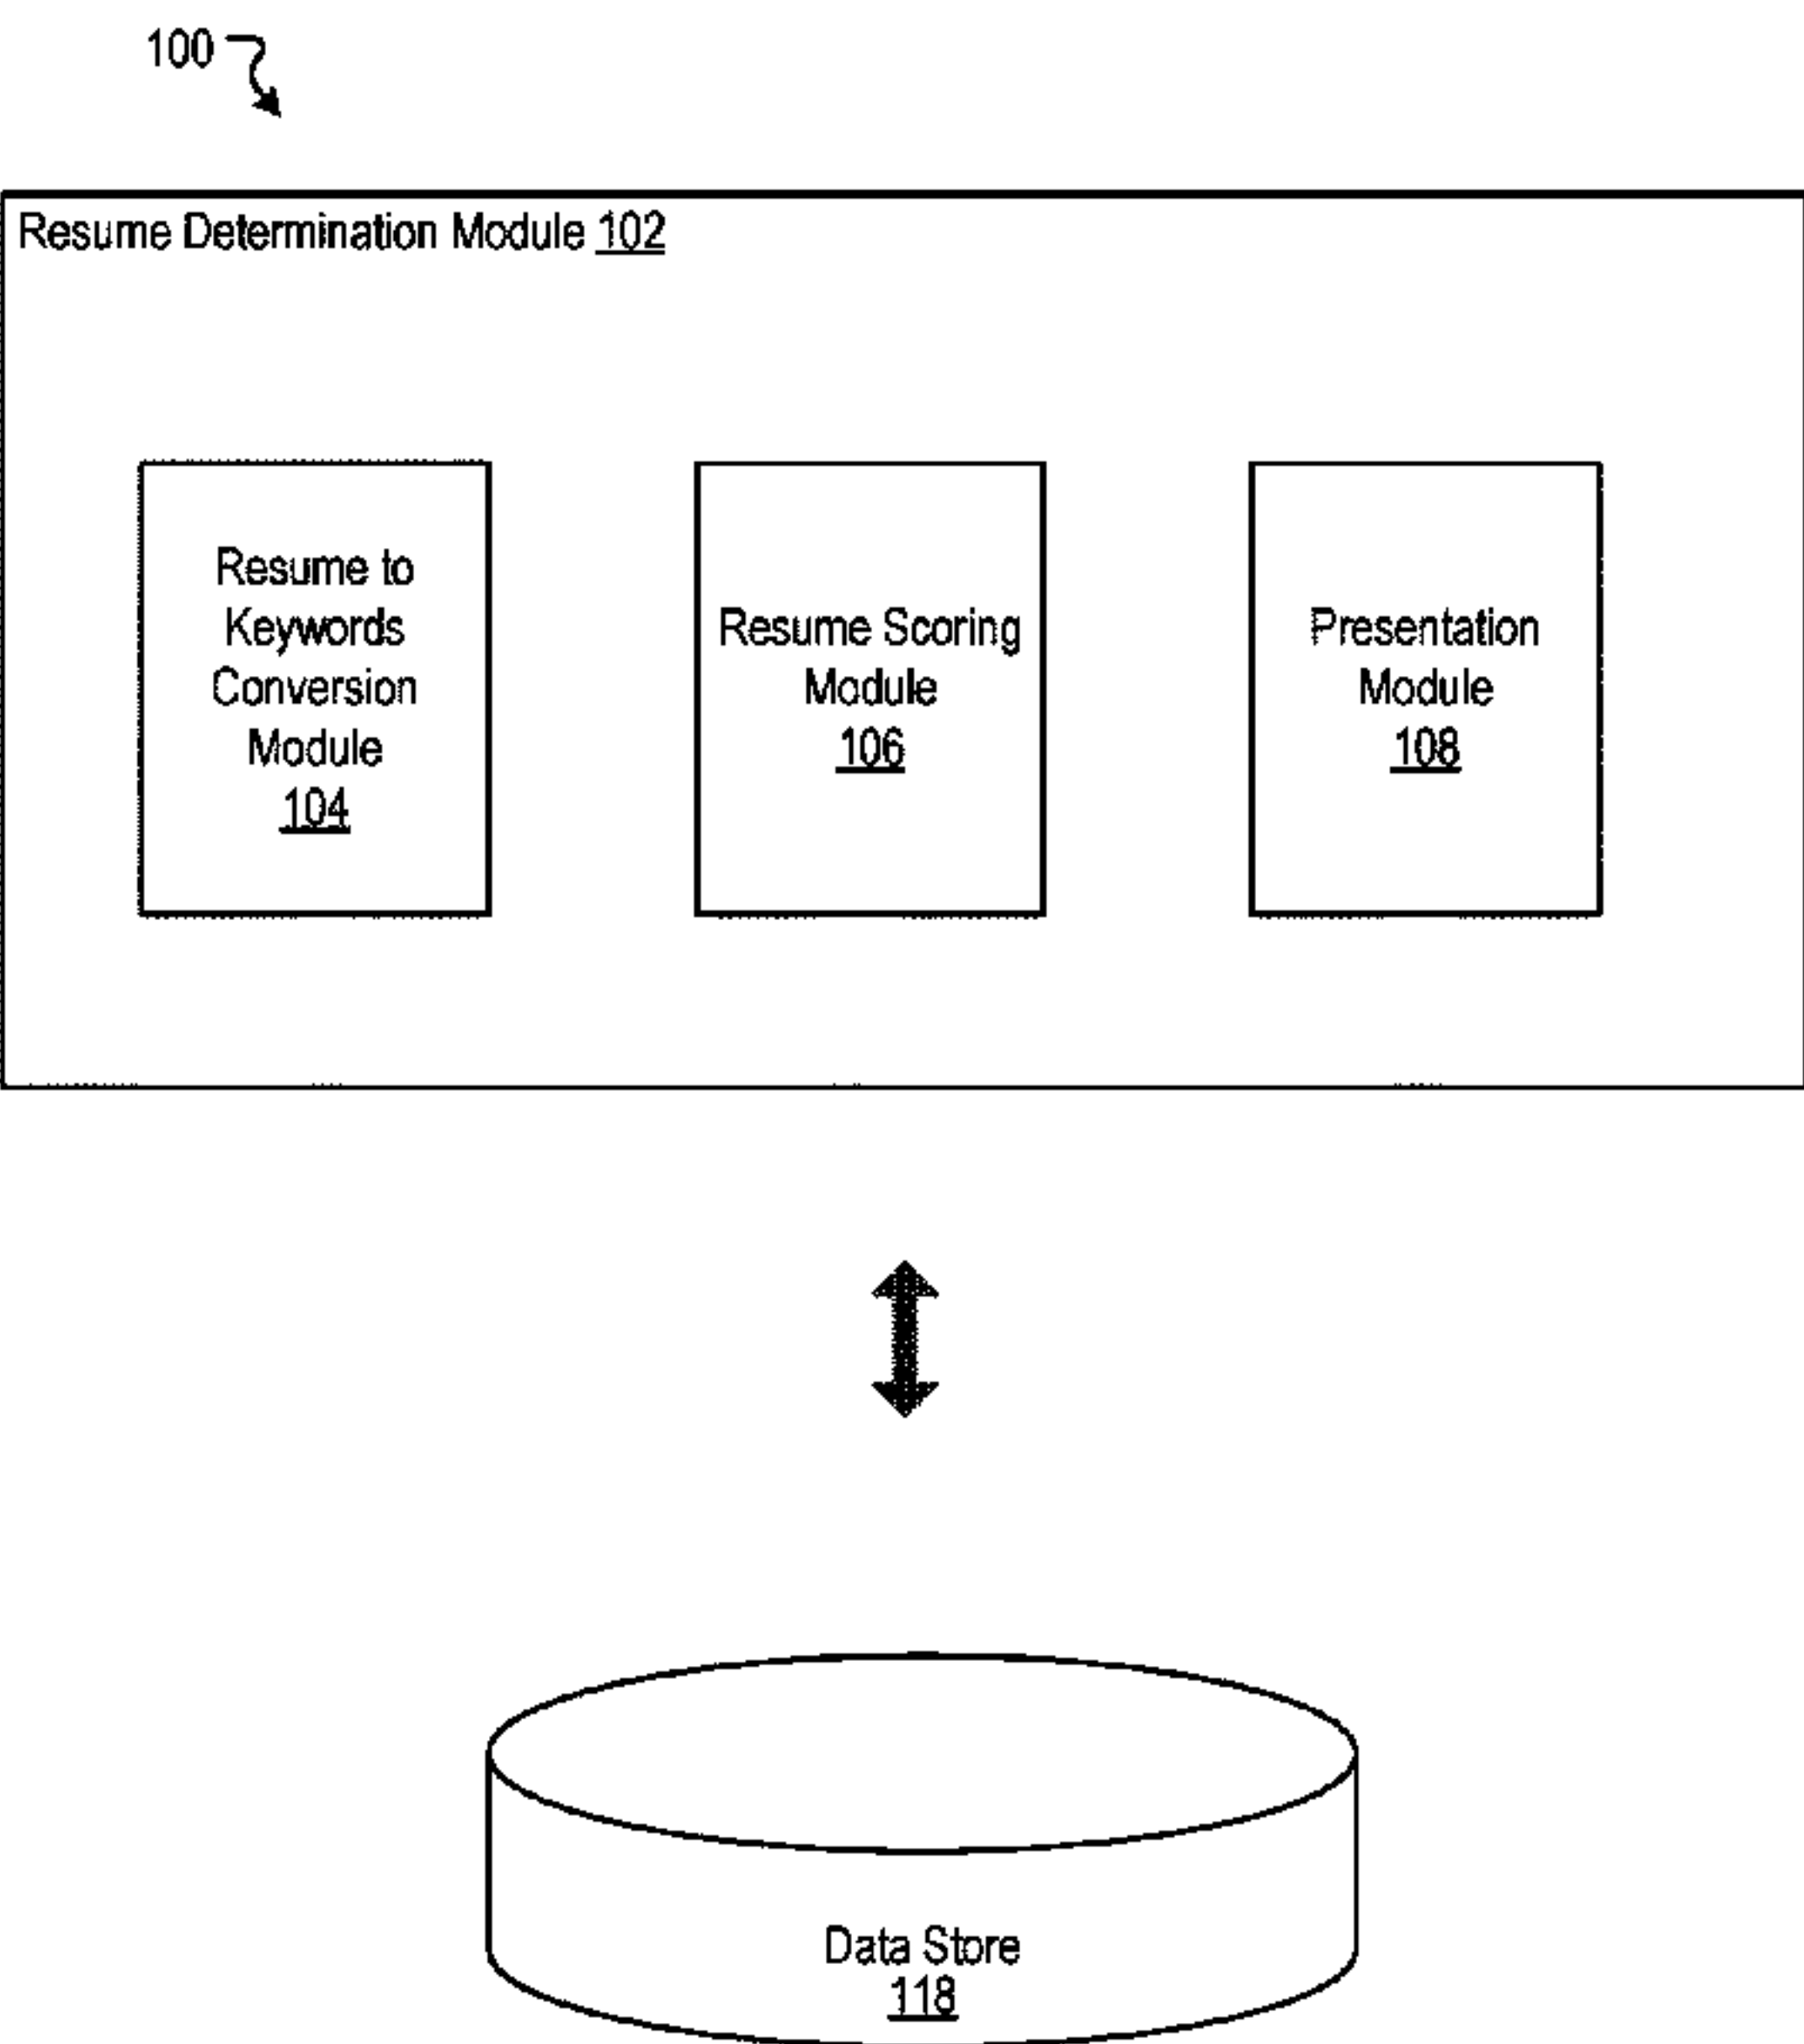 100
Resume Determination Module 102
Resume to
Keywords
Conversion
Module
104
Resume Scoring
Module
106
Presentation
Module
108
Data Store
118